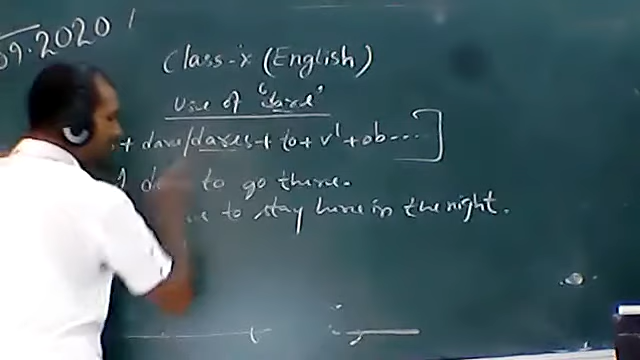 09.2020
Class-x (English)
Use of 'dare'
+ dare/dares + to + v¹ + ob....
I to go there.
to stay here in the night.